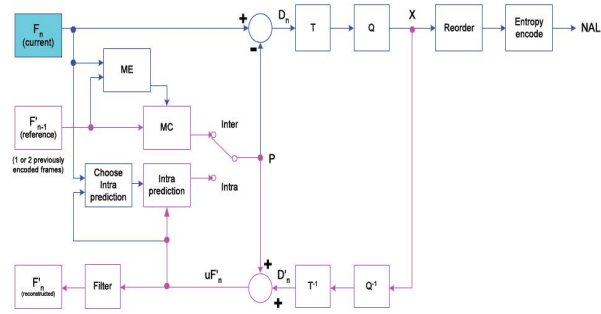 Fn
(current)
+
-
Dn
T
Q
X
Reorder
Entropy
encode
NAL
ME
F'n-1
(reference)
(1 or 2 previously
encoded frames)
MC
Inter
P
Choose
Intra
prediction
Intra
prediction
Intra
F'n
(reconstructed)
Filter
uF'n
+
+
D'n
T-1
Q-1